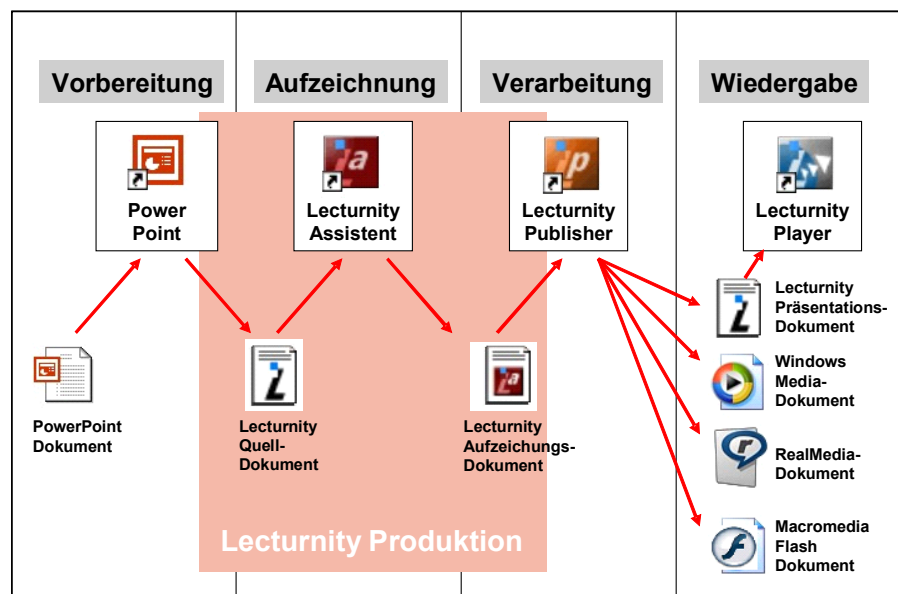 Vorbereitung
Aufzeichnung
Verarbeitung
Wiedergabe
Power
Point
Lecturnity
Assistent
Lecturnity
Publisher
Lecturnity
Player
PowerPoint
Dokument
Lecturnity
Quell-
Dokument
Lecturnity
Aufzeichungs-
Dokument
Lecturnity
Präsentations-
Dokument
Windows
Media-
Dokument
RealMedia-
Dokument
Macromedia
Flash
Dokument
Lecturnity Produktion